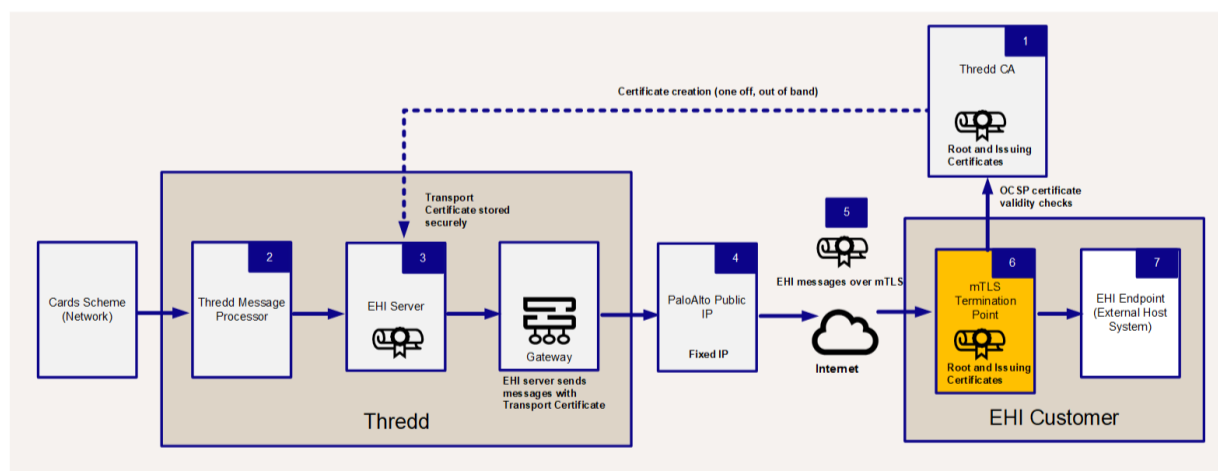 1
Thredd CA
Certificate creation (one off, out of band)
Root and Issuing
Certificates
OCSP certificate
validity checks
Transport
Certificate stored
securely
5
EHI messages over mTLS
Cards Scheme
(Network)
2
Thredd Message
Processor
3
EHI Server
Gateway
EHI server sends
messages with
Transport Certificate
Thredd
4
PaloAlto Public
IP
Fixed IP
Internet
6
mTLS
Termination
Point
Root and Issuing
Certificates
7
EHI Endpoint
(External Host
System)
EHI Customer